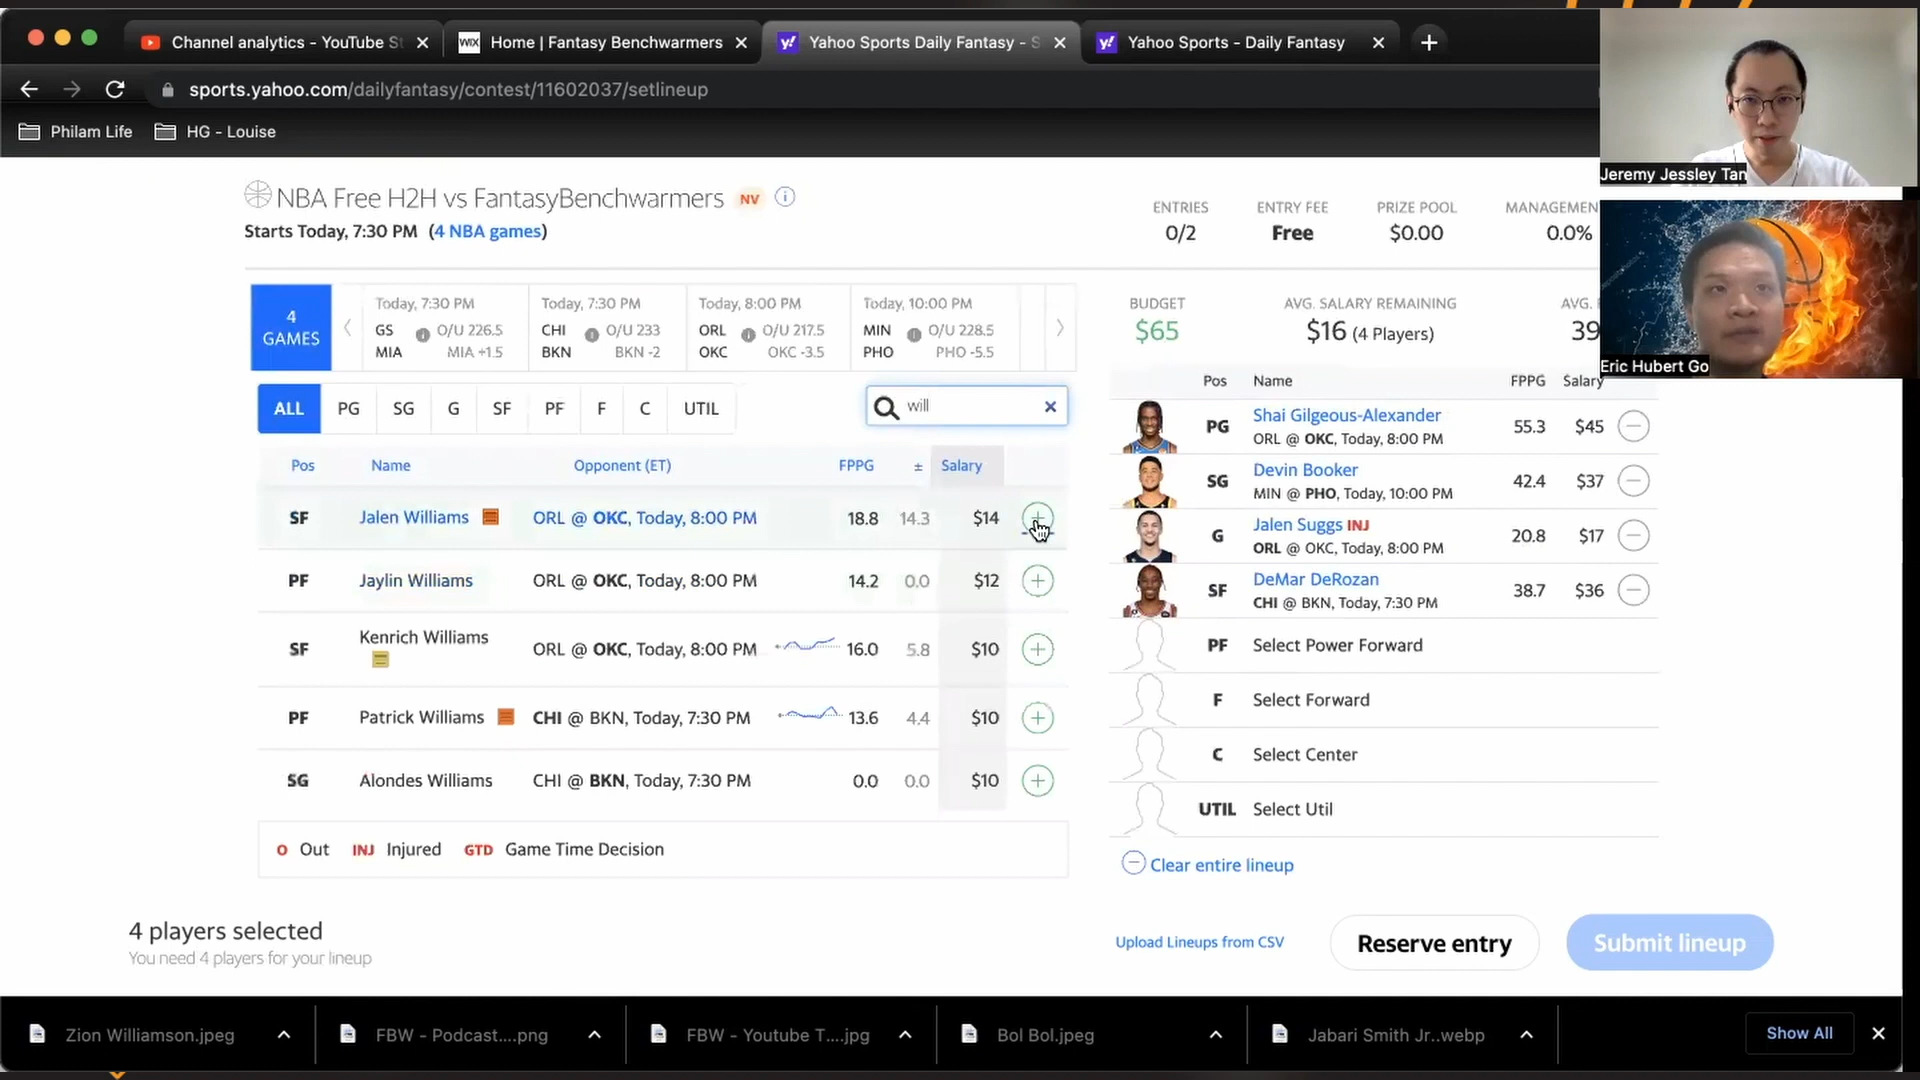 Channel analytics - YouTube St
Home | Fantasy Benchwarmers
Yahoo Sports Daily Fantasy - S
Yahoo Sports - Daily Fantasy
sports.yahoo.com/dailyfantasy/contest/11602037/setlineup
Philam Life
HG - Louise
Jeremy Jessley Tan
Eric Hubert Go
NBA Free H2H vs FantasyBenchwarmers NV
Starts Today, 7:30 PM (4 NBA games)
ENTRIES
0/2
ENTRY FEE
Free
PRIZE POOL
$0.00
MANAGEMEN
0.0%
4 GAMES
Today, 7:30 PM
GS O/U 226.5
MIA MIA +1.5
Today, 7:30 PM
CHI O/U 233
BKN BKN -2
Today, 8:00 PM
ORL O/U 217.5
OKC OKC -3.5
Today, 10:00 PM
MIN O/U 228.5
PHO PHO -5.5
BUDGET
$65
AVG. SALARY REMAINING
$16 (4 Players)
AVG.
39
ALL PG SG G SF PF F C UTIL
will
Pos Name Opponent (ET) FPPG ± Salary
SF Jalen Williams ORL @ OKC, Today, 8:00 PM 18.8 14.3 $14
PF Jaylin Williams ORL @ OKC, Today, 8:00 PM 14.2 0.0 $12
SF Kenrich Williams ORL @ OKC, Today, 8:00 PM 16.0 5.8 $10
PF Patrick Williams CHI @ BKN, Today, 7:30 PM 13.6 4.4 $10
SG Alondes Williams CHI @ BKN, Today, 7:30 PM 0.0 0.0 $10
O Out INJ Injured GTD Game Time Decision
Pos Name FPPG Salary
PG Shai Gilgeous-Alexander 55.3 $45
ORL @ OKC, Today, 8:00 PM
SG Devin Booker 42.4 $37
MIN @ PHO, Today, 10:00 PM
G Jalen Suggs INJ 20.8 $17
ORL @ OKC, Today, 8:00 PM
SF DeMar DeRozan 38.7 $36
CHI @ BKN, Today, 7:30 PM
PF Select Power Forward
F Select Forward
C Select Center
UTIL Select Util
Clear entire lineup
4 players selected
You need 4 players for your lineup
Upload Lineups from CSV
Reserve entry
Submit lineup
Zion Williamson.jpeg
FBW - Podcast....png
FBW - Youtube T....jpg
Bol Bol.jpeg
Jabari Smith Jr..webp
Show All